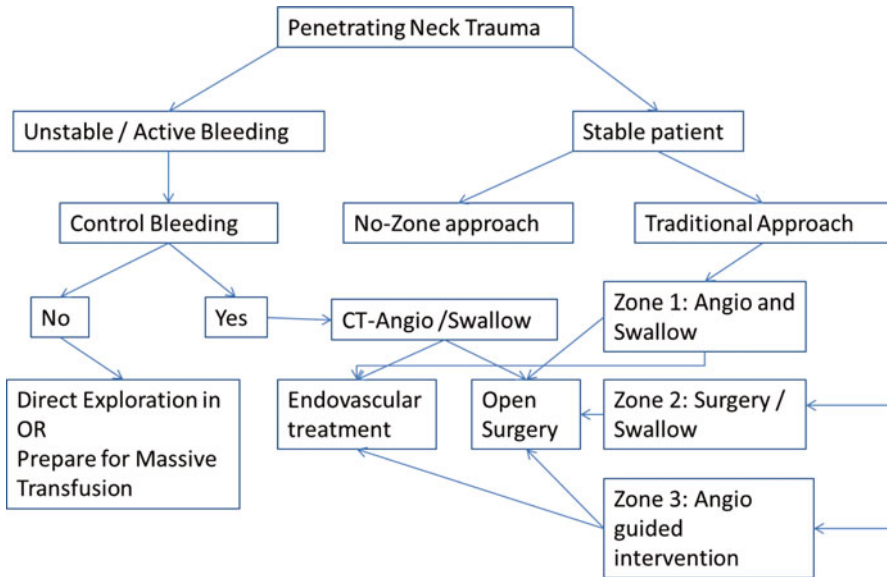 Penetrating Neck Trauma
Unstable / Active Bleeding
Stable patient
Control Bleeding
No-Zone approach
Traditional Approach
No
Yes
CT-Angio /Swallow
Zone 1: Angio and
Swallow
Direct Exploration in
OR
Prepare for Massive
Transfusion
Endovascular
treatment
Open
Surgery
Zone 2: Surgery /
Swallow
Zone 3: Angio
guided
intervention